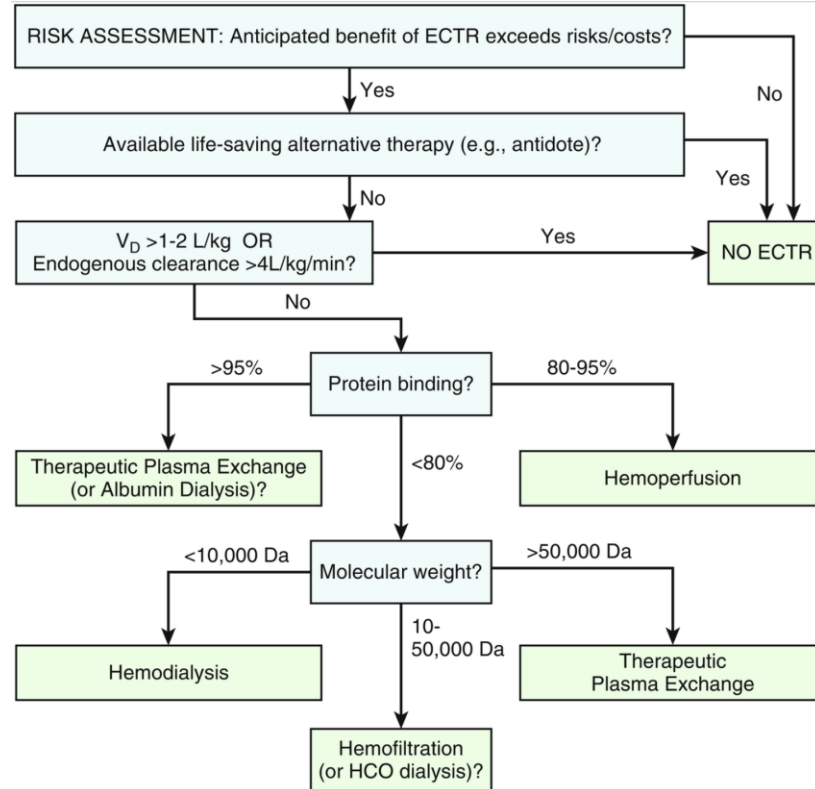 RISK ASSESSMENT: Anticipated benefit of ECTR exceeds risks/costs?
No
Yes
Available life-saving alternative therapy (e.g., antidote)?
Yes
No
V_D >1-2 L/kg OR
Endogenous clearance >4L/kg/min?
Yes
NO ECTR
No
>95%
Protein binding?
80-95%
Therapeutic Plasma Exchange
(or Albumin Dialysis)?
<80%
Hemoperfusion
<10,000 Da
Molecular weight?
>50,000 Da
10-
50,000 Da
Hemodialysis
Therapeutic
Plasma Exchange
Hemofiltration
(or HCO dialysis)?